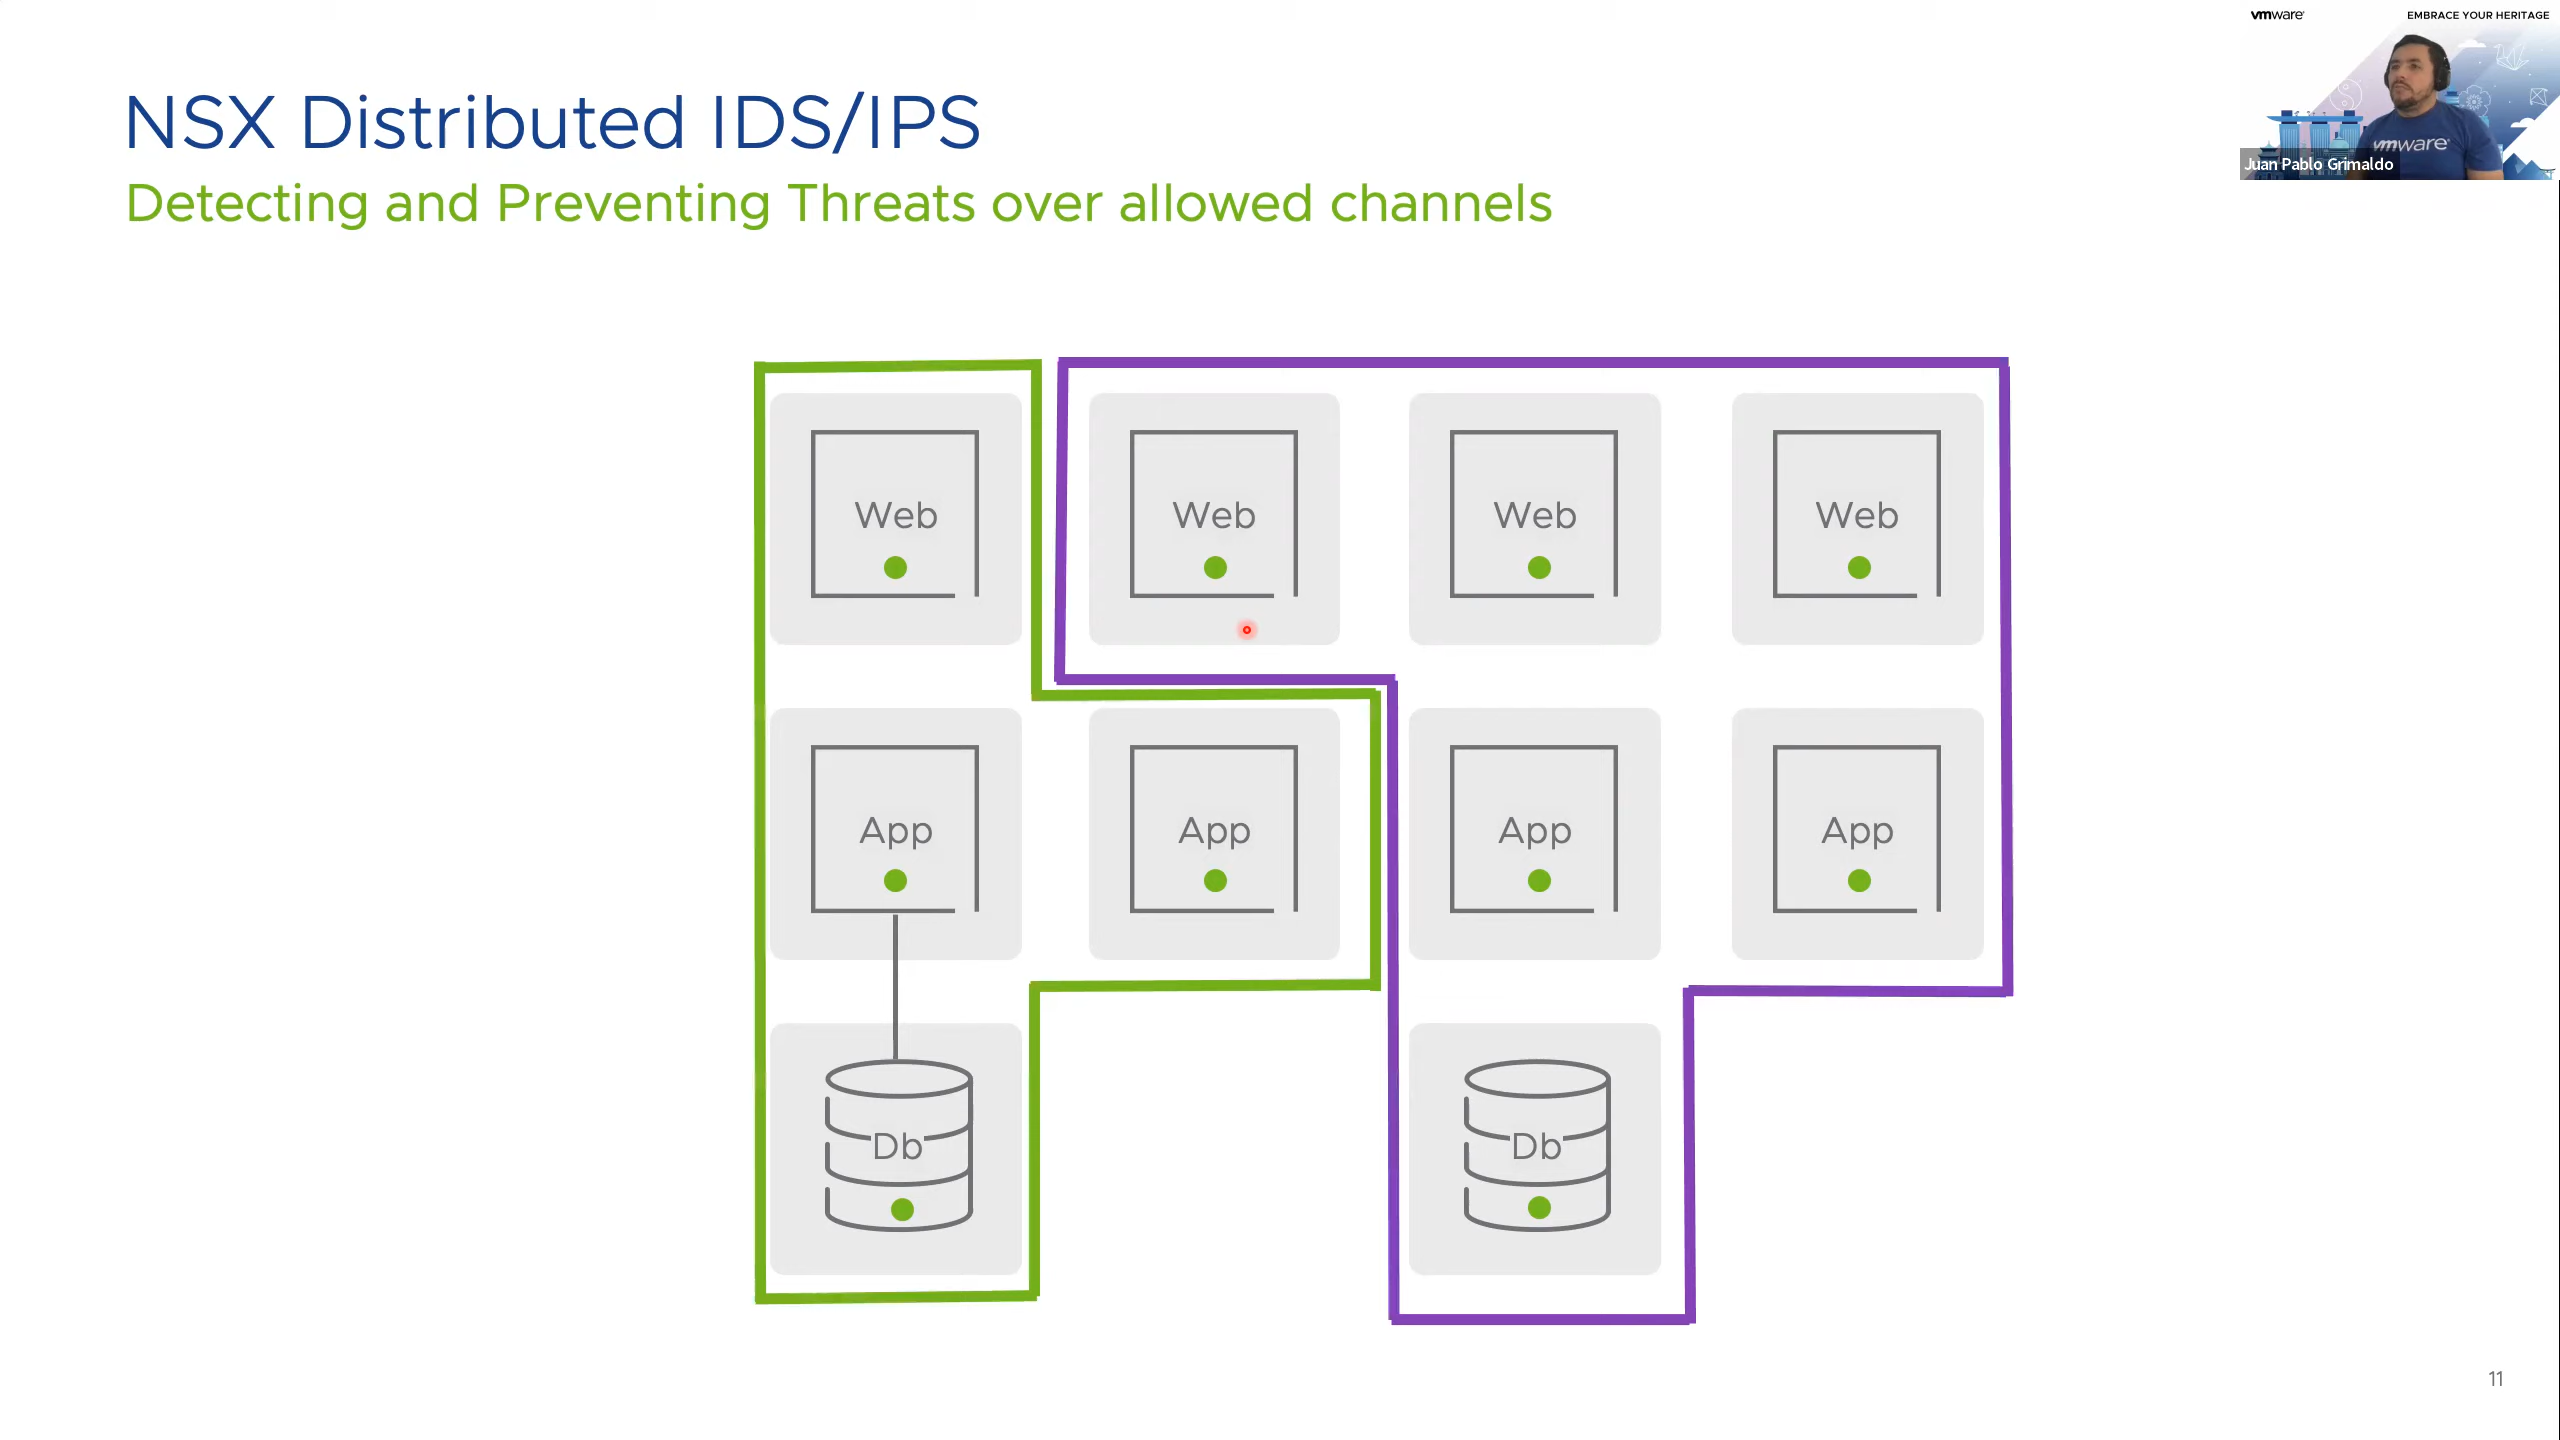 vmware
EMBRACE YOUR HERITAGE
vmware
Juan Pablo Grimaldo
NSX Distributed IDS/IPS
Detecting and Preventing Threats over allowed channels
Web
Web
Web
Web
App
App
App
App
Db
Db
11